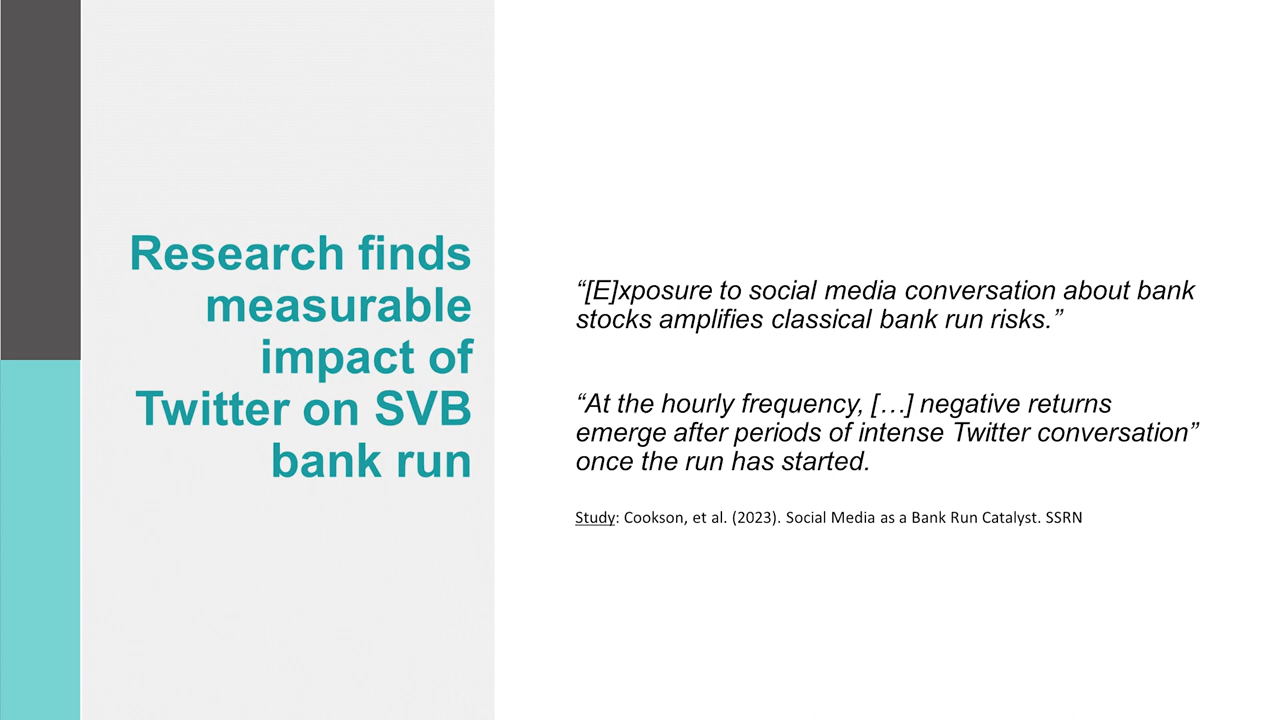 Research finds
measurable
impact of
Twitter on SVB
bank run
“[E]xposure to social media conversation about bank
stocks amplifies classical bank run risks.”
“At the hourly frequency, […] negative returns
emerge after periods of intense Twitter conversation”
once the run has started.
Study: Cookson, et al. (2023). Social Media as a Bank Run Catalyst. SSRN